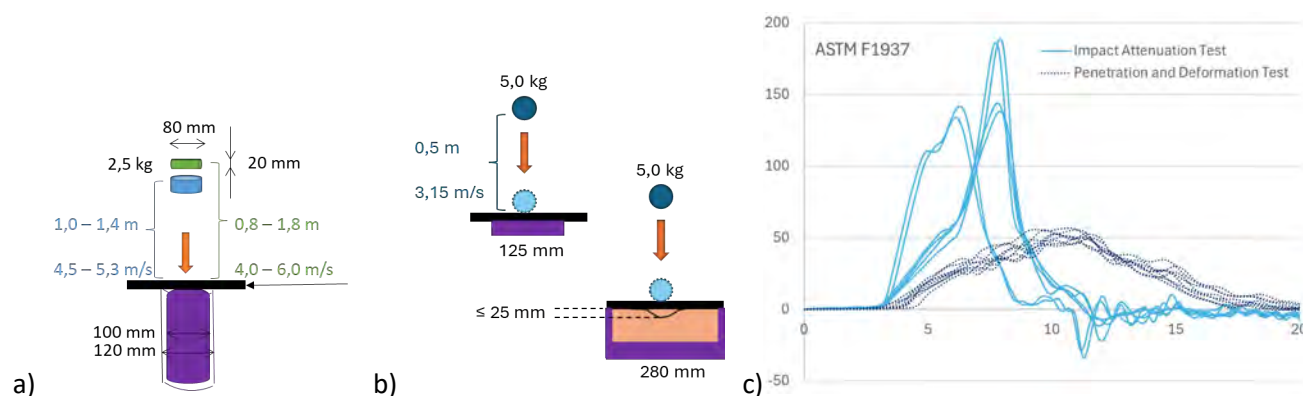 80 mm
2,5 kg
20 mm
1,0 – 1,4 m
0,8 – 1,8 m
4,5 – 5,3 m/s
4,0 – 6,0 m/s
100 mm
120 mm
a)
5,0 kg
0,5 m
3,15 m/s
125 mm
5,0 kg
≤ 25 mm
280 mm
b)
200
150
100
50
0
-50
ASTM F1937
Impact Attenuation Test
Penetration and Deformation Test
0
5
10
15
20
c)